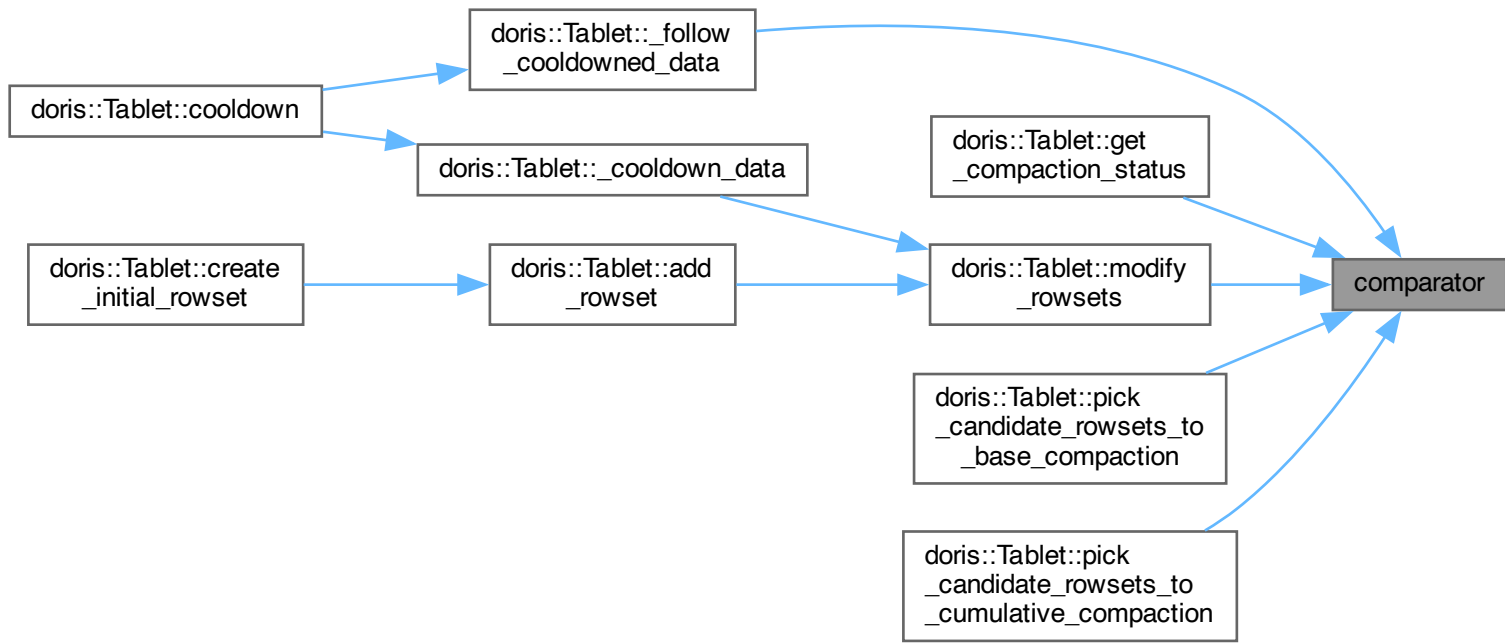 doris::Tablet::_follow
_cooldowned_data
doris::Tablet::cooldown
doris::Tablet::get
_compaction_status
doris::Tablet::_cooldown_data
doris::Tablet::create
_initial_rowset
doris::Tablet::add
_rowset
doris::Tablet::modify
_rowsets
comparator
doris::Tablet::pick
_candidate_rowsets_to
_base_compaction
doris::Tablet::pick
_candidate_rowsets_to
_cumulative_compaction